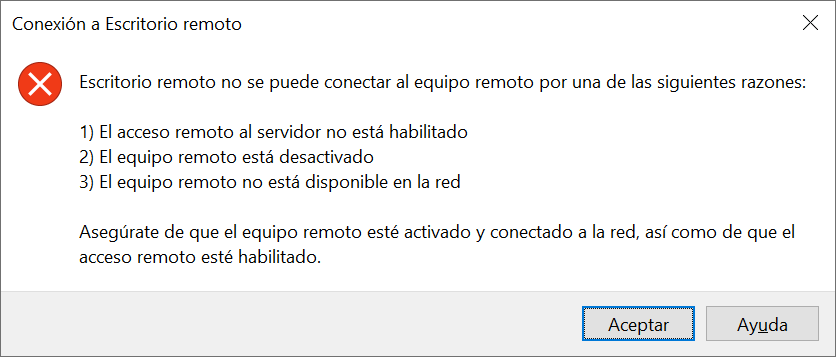 Conexión a Escritorio remoto
Escritorio remoto no se puede conectar al equipo remoto por una de las siguientes razones:
1) El acceso remoto al servidor no está habilitado
2) El equipo remoto está desactivado
3) El equipo remoto no está disponible en la red
Asegúrate de que el equipo remoto esté activado y conectado a la red, así como de que el
acceso remoto esté habilitado.
Aceptar
Ayuda